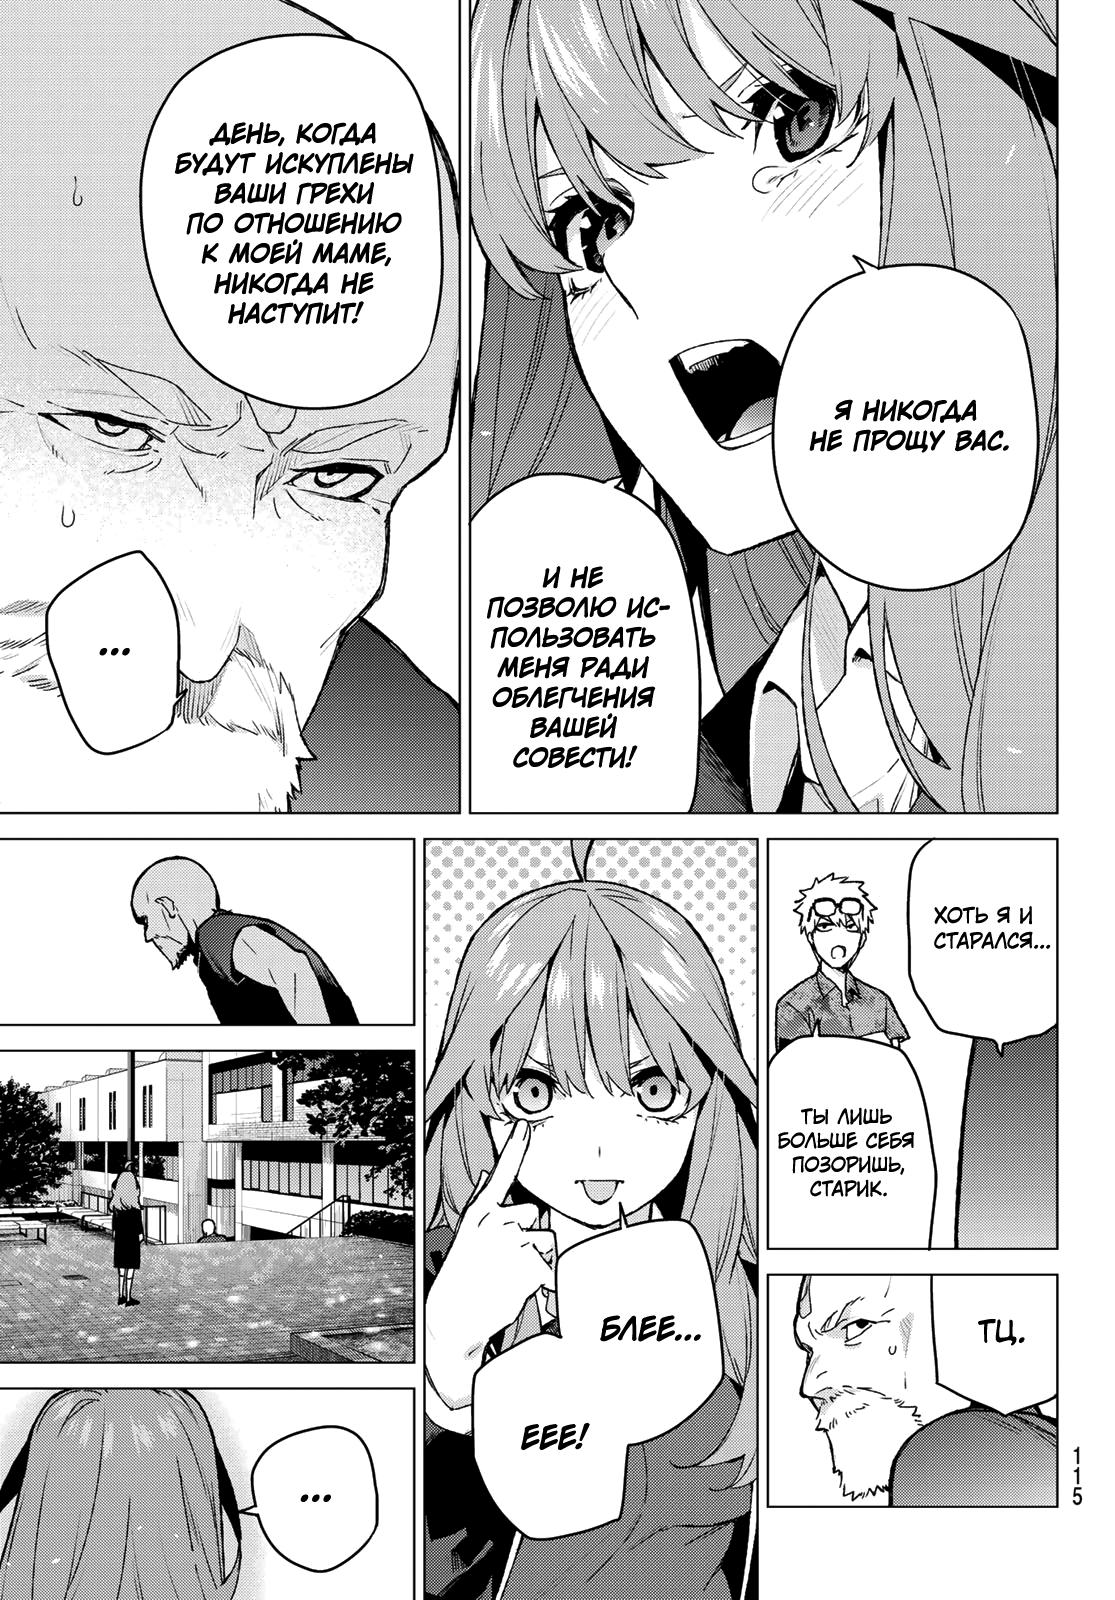 Я НИКОГДА
НЕ ПРОЩУ ВАС.
И НЕ
ПОЗВОЛЮ ИС-
ПОЛЬЗОВАТЬ
МЕНЯ РАДИ
ОБЛЕГЧЕНИЯ
ВАШЕЙ
СОВЕСТИ!
ДЕНЬ, КОГДА
БУДУТ ИСКУПЛЕНЫ
ВАШИ ГРЕХИ
ПО ОТНОШЕНИЮ
К МОЕЙ МАМЕ,
НИКОГДА НЕ
НАСТУПИТ!
...
ХОТЬ Я И
СТАРАЛСЯ...
ТЫ ЛИШЬ
БОЛЬШЕ СЕБЯ
ПОЗОРИШЬ,
СТАРИК.
ТЦ.
БЛЕЕ...
ЕЕЕ!
...
115